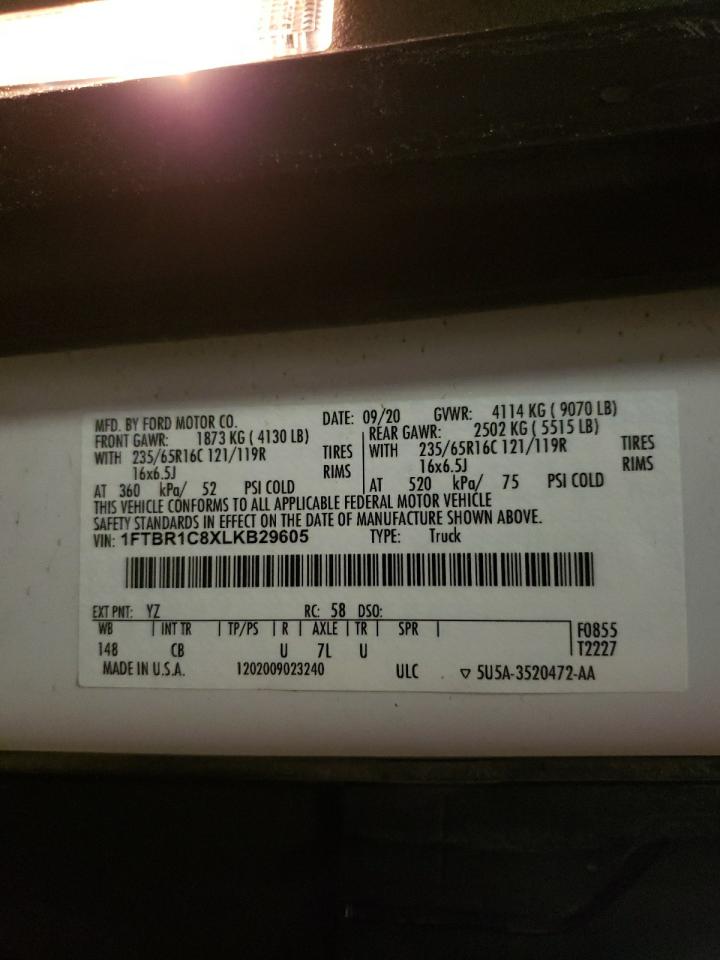 MFD. BY FORD MOTOR CO. DATE: 09/20 GVWR: 4114 KG ( 9070 LB)
FRONT GAWR: 1873 KG ( 4130 LB) REAR GAWR: 2502 KG ( 5515 LB)
WITH 235/65R16C 121/119R TIRES WITH 235/65R16C 121/119R TIRES
16x6.5J RIMS 16x6.5J RIMS
AT 360 kPa/ 52 PSI COLD AT 520 kPa/ 75 PSI COLD
THIS VEHICLE CONFORMS TO ALL APPLICABLE FEDERAL MOTOR VEHICLE
SAFETY STANDARDS IN EFFECT ON THE DATE OF MANUFACTURE SHOWN ABOVE.
VIN: 1FTBR1C8XLKB29605 TYPE: Truck
EXT PNT: YZ RC: 58 DSO:
WB | INT TR | TP/PS | R | AXLE | TR | SPR | F0855
148 CB U 7L U T2227
MADE IN U.S.A. 1202009023240 ULC ▽ 5U5A-3520472-AA